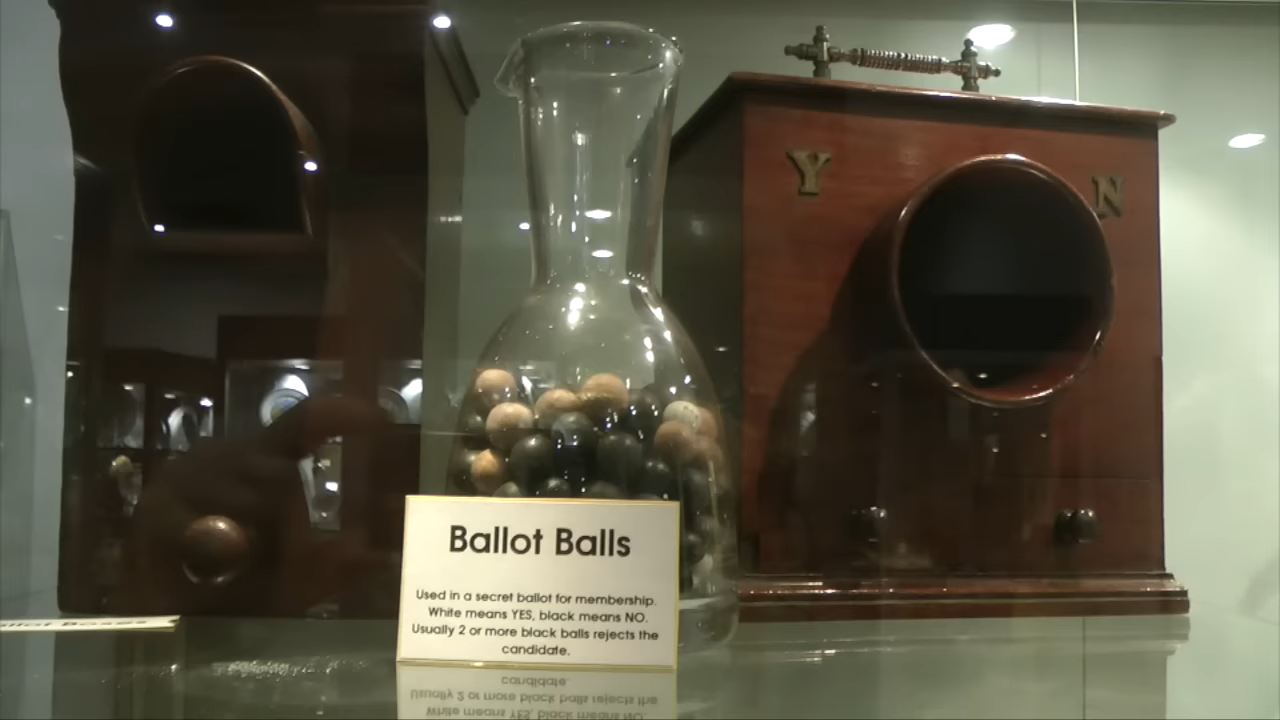 Y N
Ballot Balls
Used in a secret ballot for membership.
White means YES, black means NO.
Usually 2 or more black balls rejects the
candidate.
Boxes